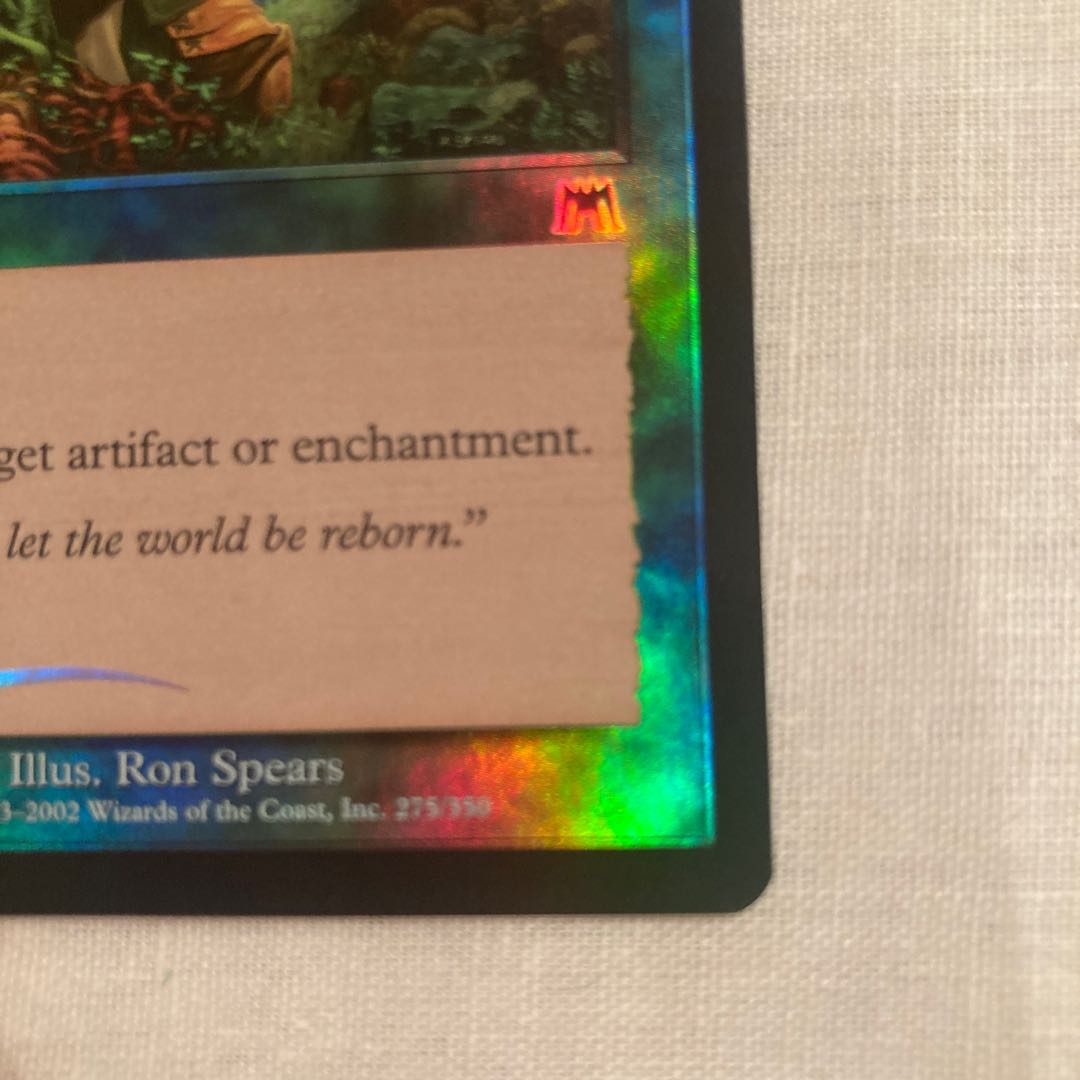 get artifact or enchantment.
let the world be reborn.”
Illus. Ron Spears
3–2002 Wizards of the Coast, Inc. 275/350